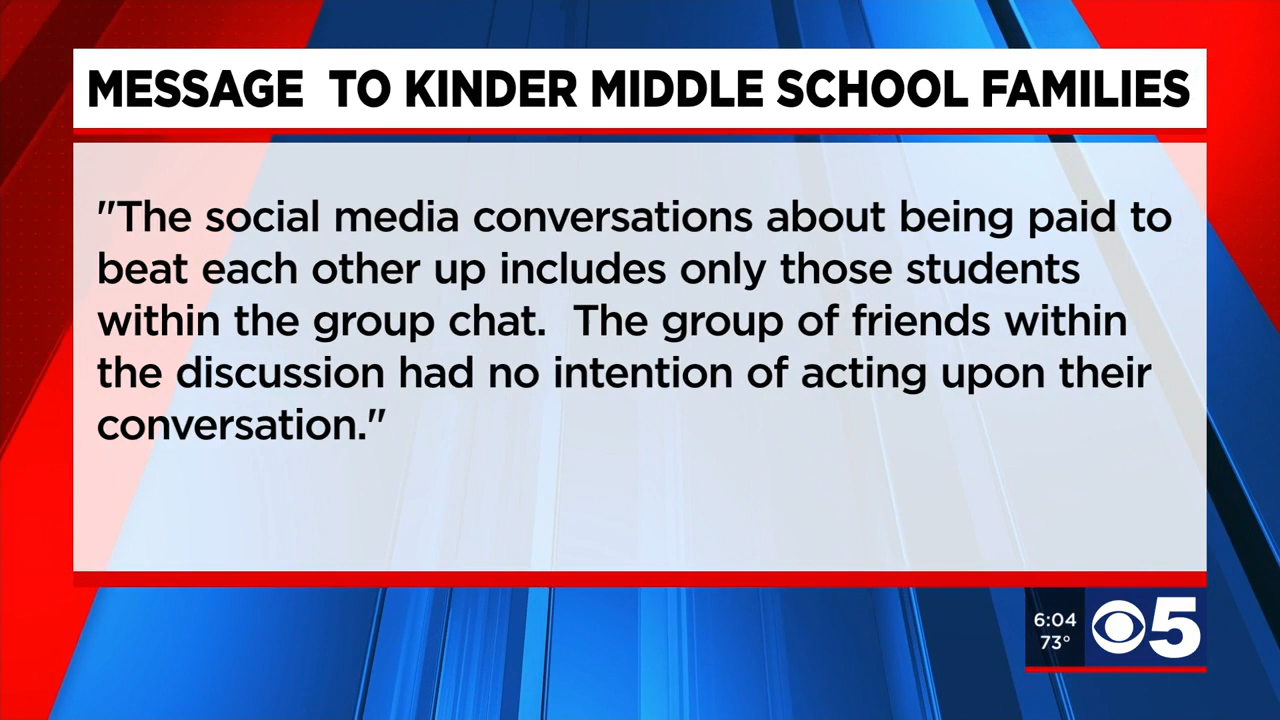 MESSAGE  TO KINDER MIDDLE SCHOOL FAMILIES
"The social media conversations about being paid to
beat each other up includes only those students
within the group chat.  The group of friends within
the discussion had no intention of acting upon their
conversation."
6:04
73°
5